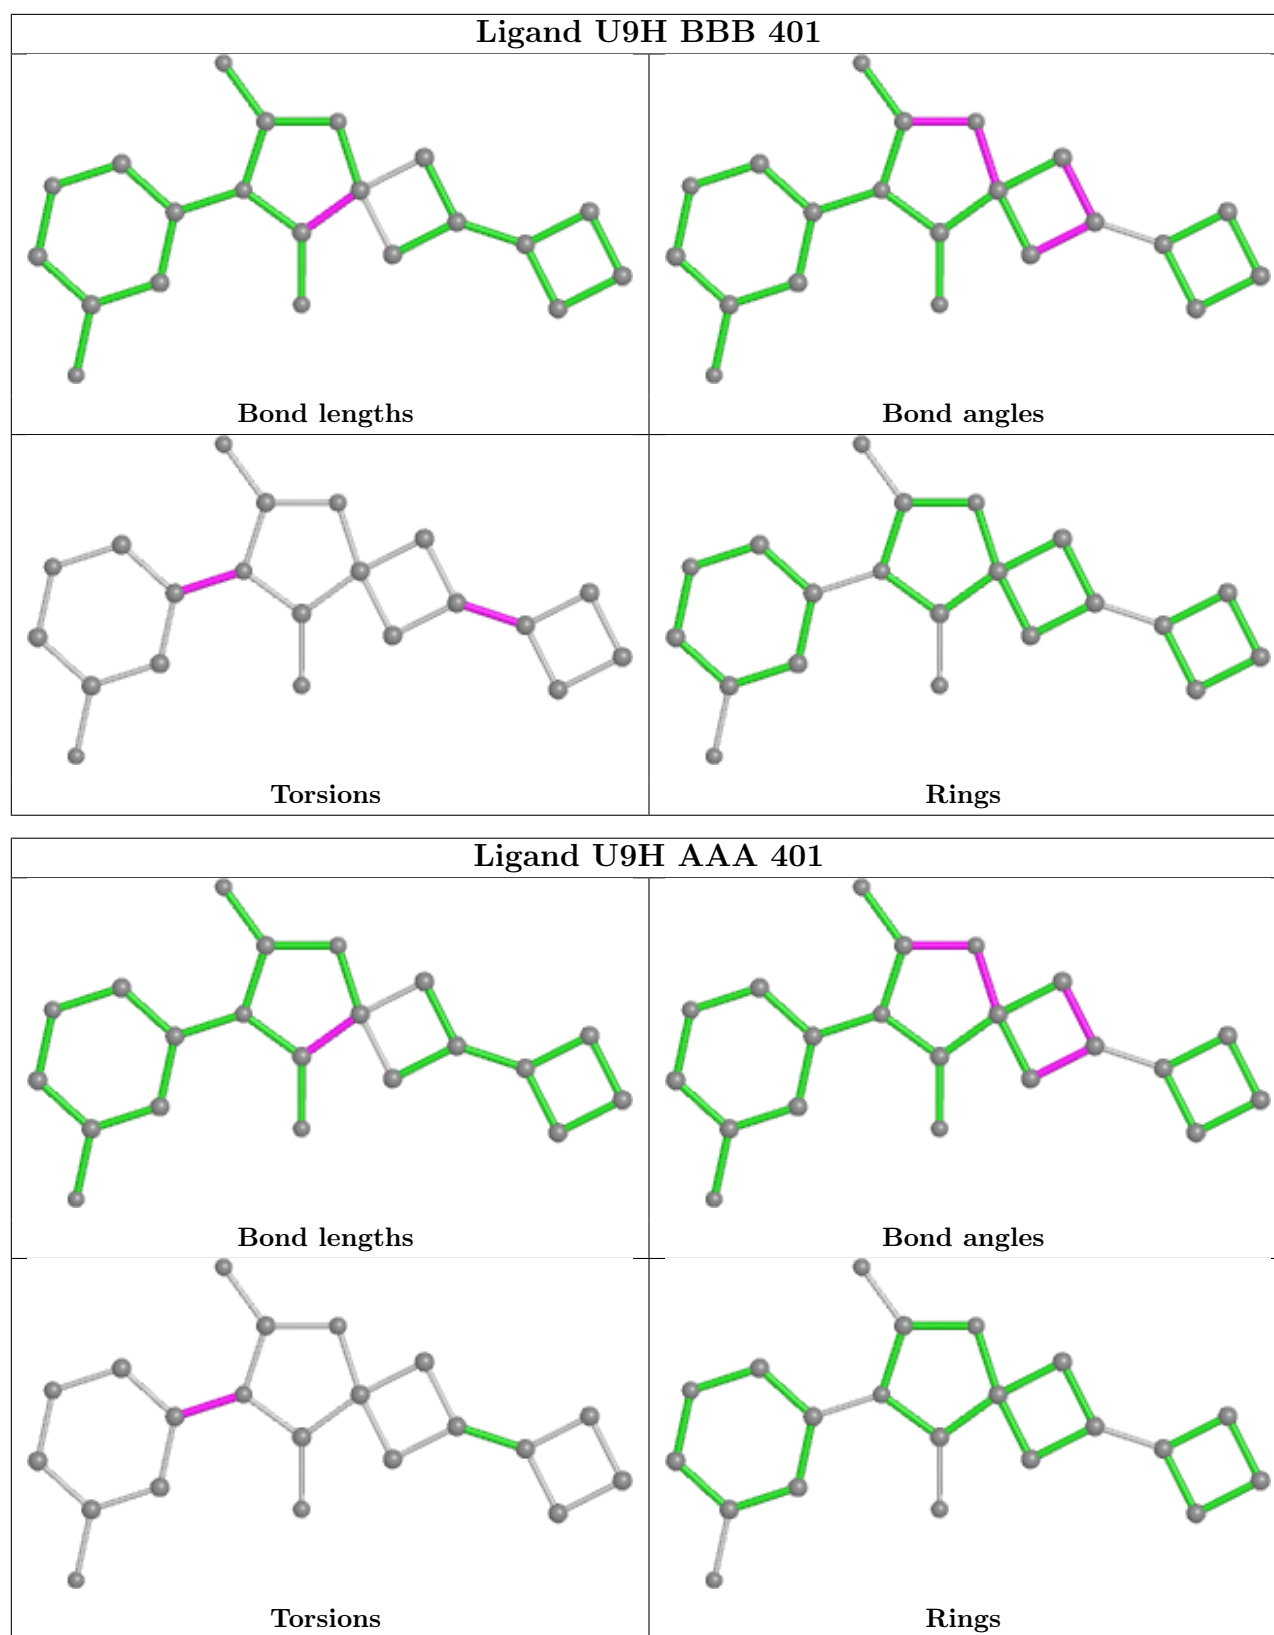 Ligand U9H BBB 401
Bond lengths
Bond angles
Torsions
Rings
Ligand U9H AAA 401
Bond lengths
Bond angles
Torsions
Rings